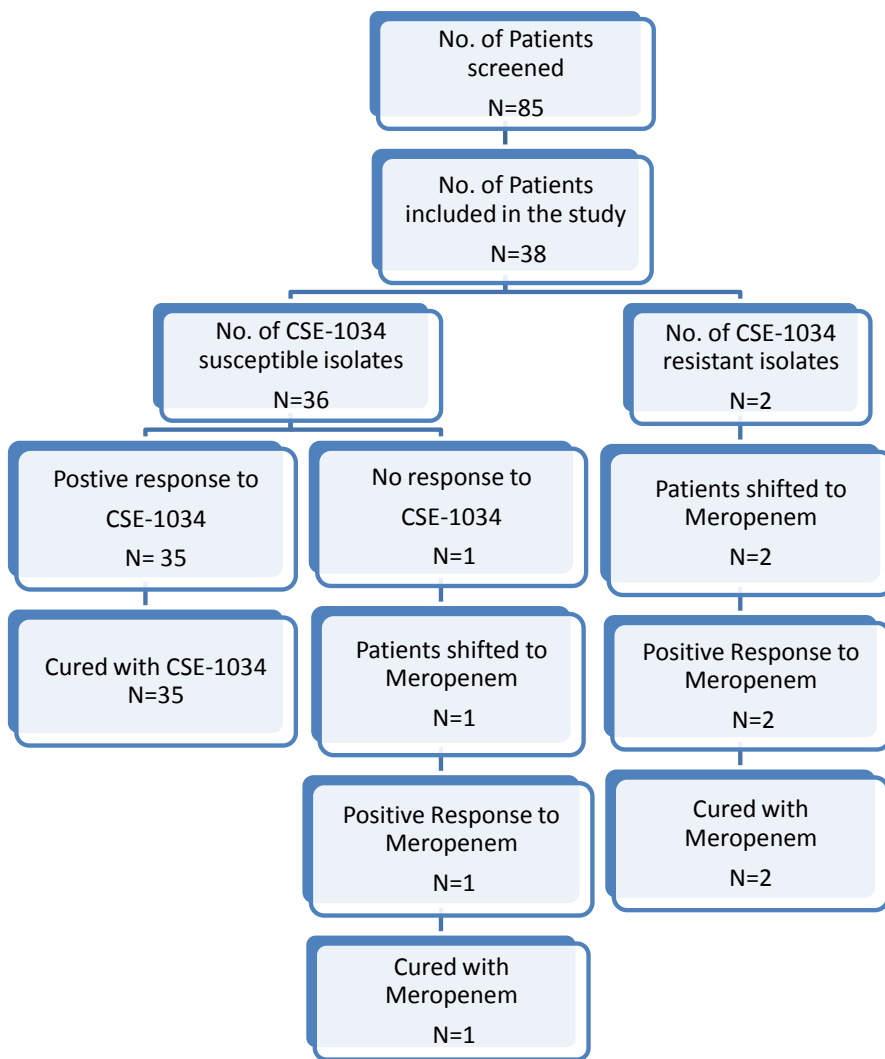 No. of Patients
screened
N=85
No. of Patients
included in the study
N=38
No. of CSE-1034
susceptible isolates
N=36
No. of CSE-1034
resistant isolates
N=2
Postive response to
CSE-1034
N= 35
No response to
CSE-1034
N=1
Patients shifted to
Meropenem
N=2
Cured with CSE-1034
N=35
Patients shifted to
Meropenem
N=1
Positive Response to
Meropenem
N=2
Positive Response to
Meropenem
N=1
Cured with
Meropenem
N=2
Cured with
Meropenem
N=1